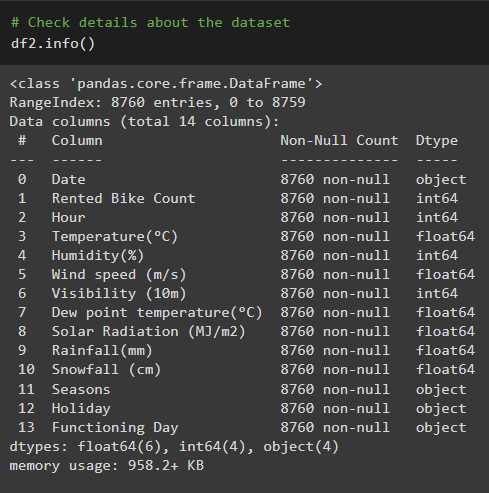 # Check details about the dataset
df2.info()
<class 'pandas.core.frame.DataFrame'>
RangeIndex: 8760 entries, 0 to 8759
Data columns (total 14 columns):
 #   Column                     Non-Null Count  Dtype
---  ------                     --------------  -----
 0   Date                       8760 non-null   object
 1   Rented Bike Count          8760 non-null   int64
 2   Hour                       8760 non-null   int64
 3   Temperature(°C)            8760 non-null   float64
 4   Humidity(%)                8760 non-null   int64
 5   Wind speed (m/s)           8760 non-null   float64
 6   Visibility (10m)           8760 non-null   int64
 7   Dew point temperature(°C)  8760 non-null   float64
 8   Solar Radiation (MJ/m2)    8760 non-null   float64
 9   Rainfall(mm)               8760 non-null   float64
 10  Snowfall (cm)              8760 non-null   float64
 11  Seasons                    8760 non-null   object
 12  Holiday                    8760 non-null   object
 13  Functioning Day            8760 non-null   object
dtypes: float64(6), int64(4), object(4)
memory usage: 958.2+ KB